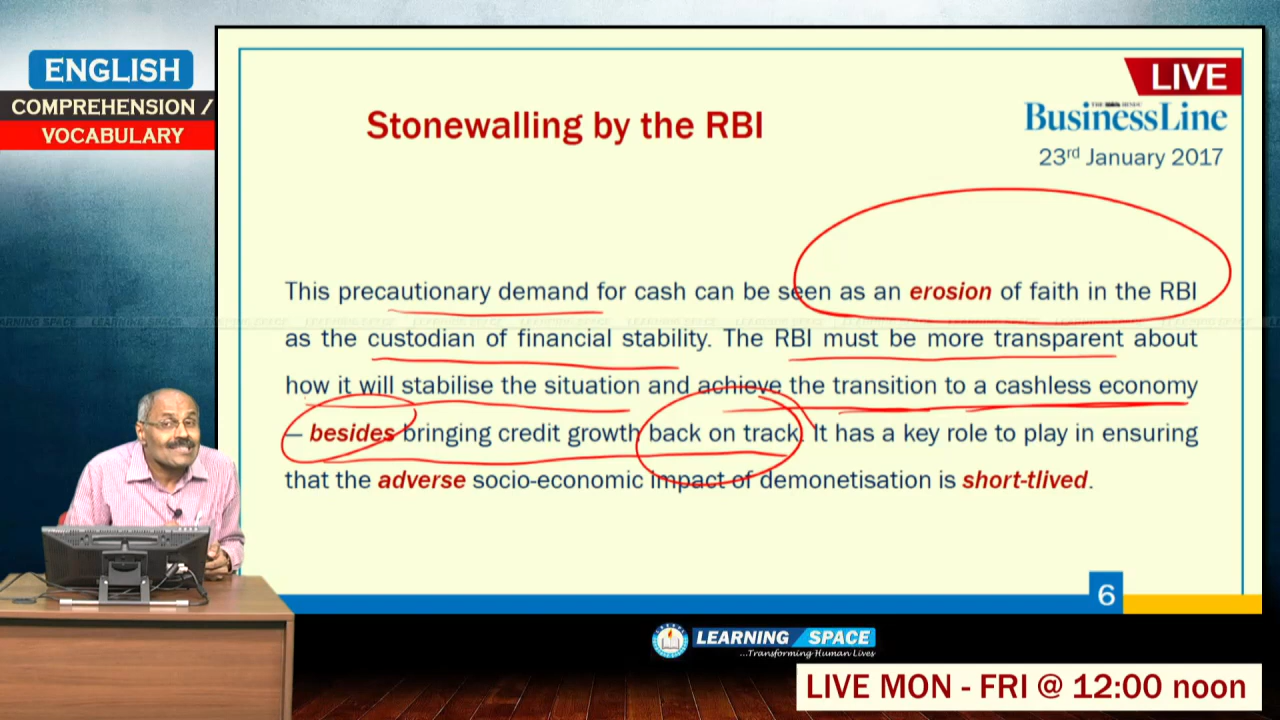 ENGLISH
COMPREHENSION /
VOCABULARY
LIVE
Stonewalling by the RBI
BusinessLine
23rd January 2017
This precautionary demand for cash can be seen as an erosion of faith in the RBI
LEARNING SPACE
as the custodian of financial stability. The RBI must be more transparent about
how it will stabilise the situation and achieve the transition to a cashless economy
— besides bringing credit growth back on track. It has a key role to play in ensuring
that the adverse socio-economic impact of demonetisation is short-tlived.
6
LEARNING SPACE
...Transforming Human Lives
LIVE MON - FRI @ 12:00 noon